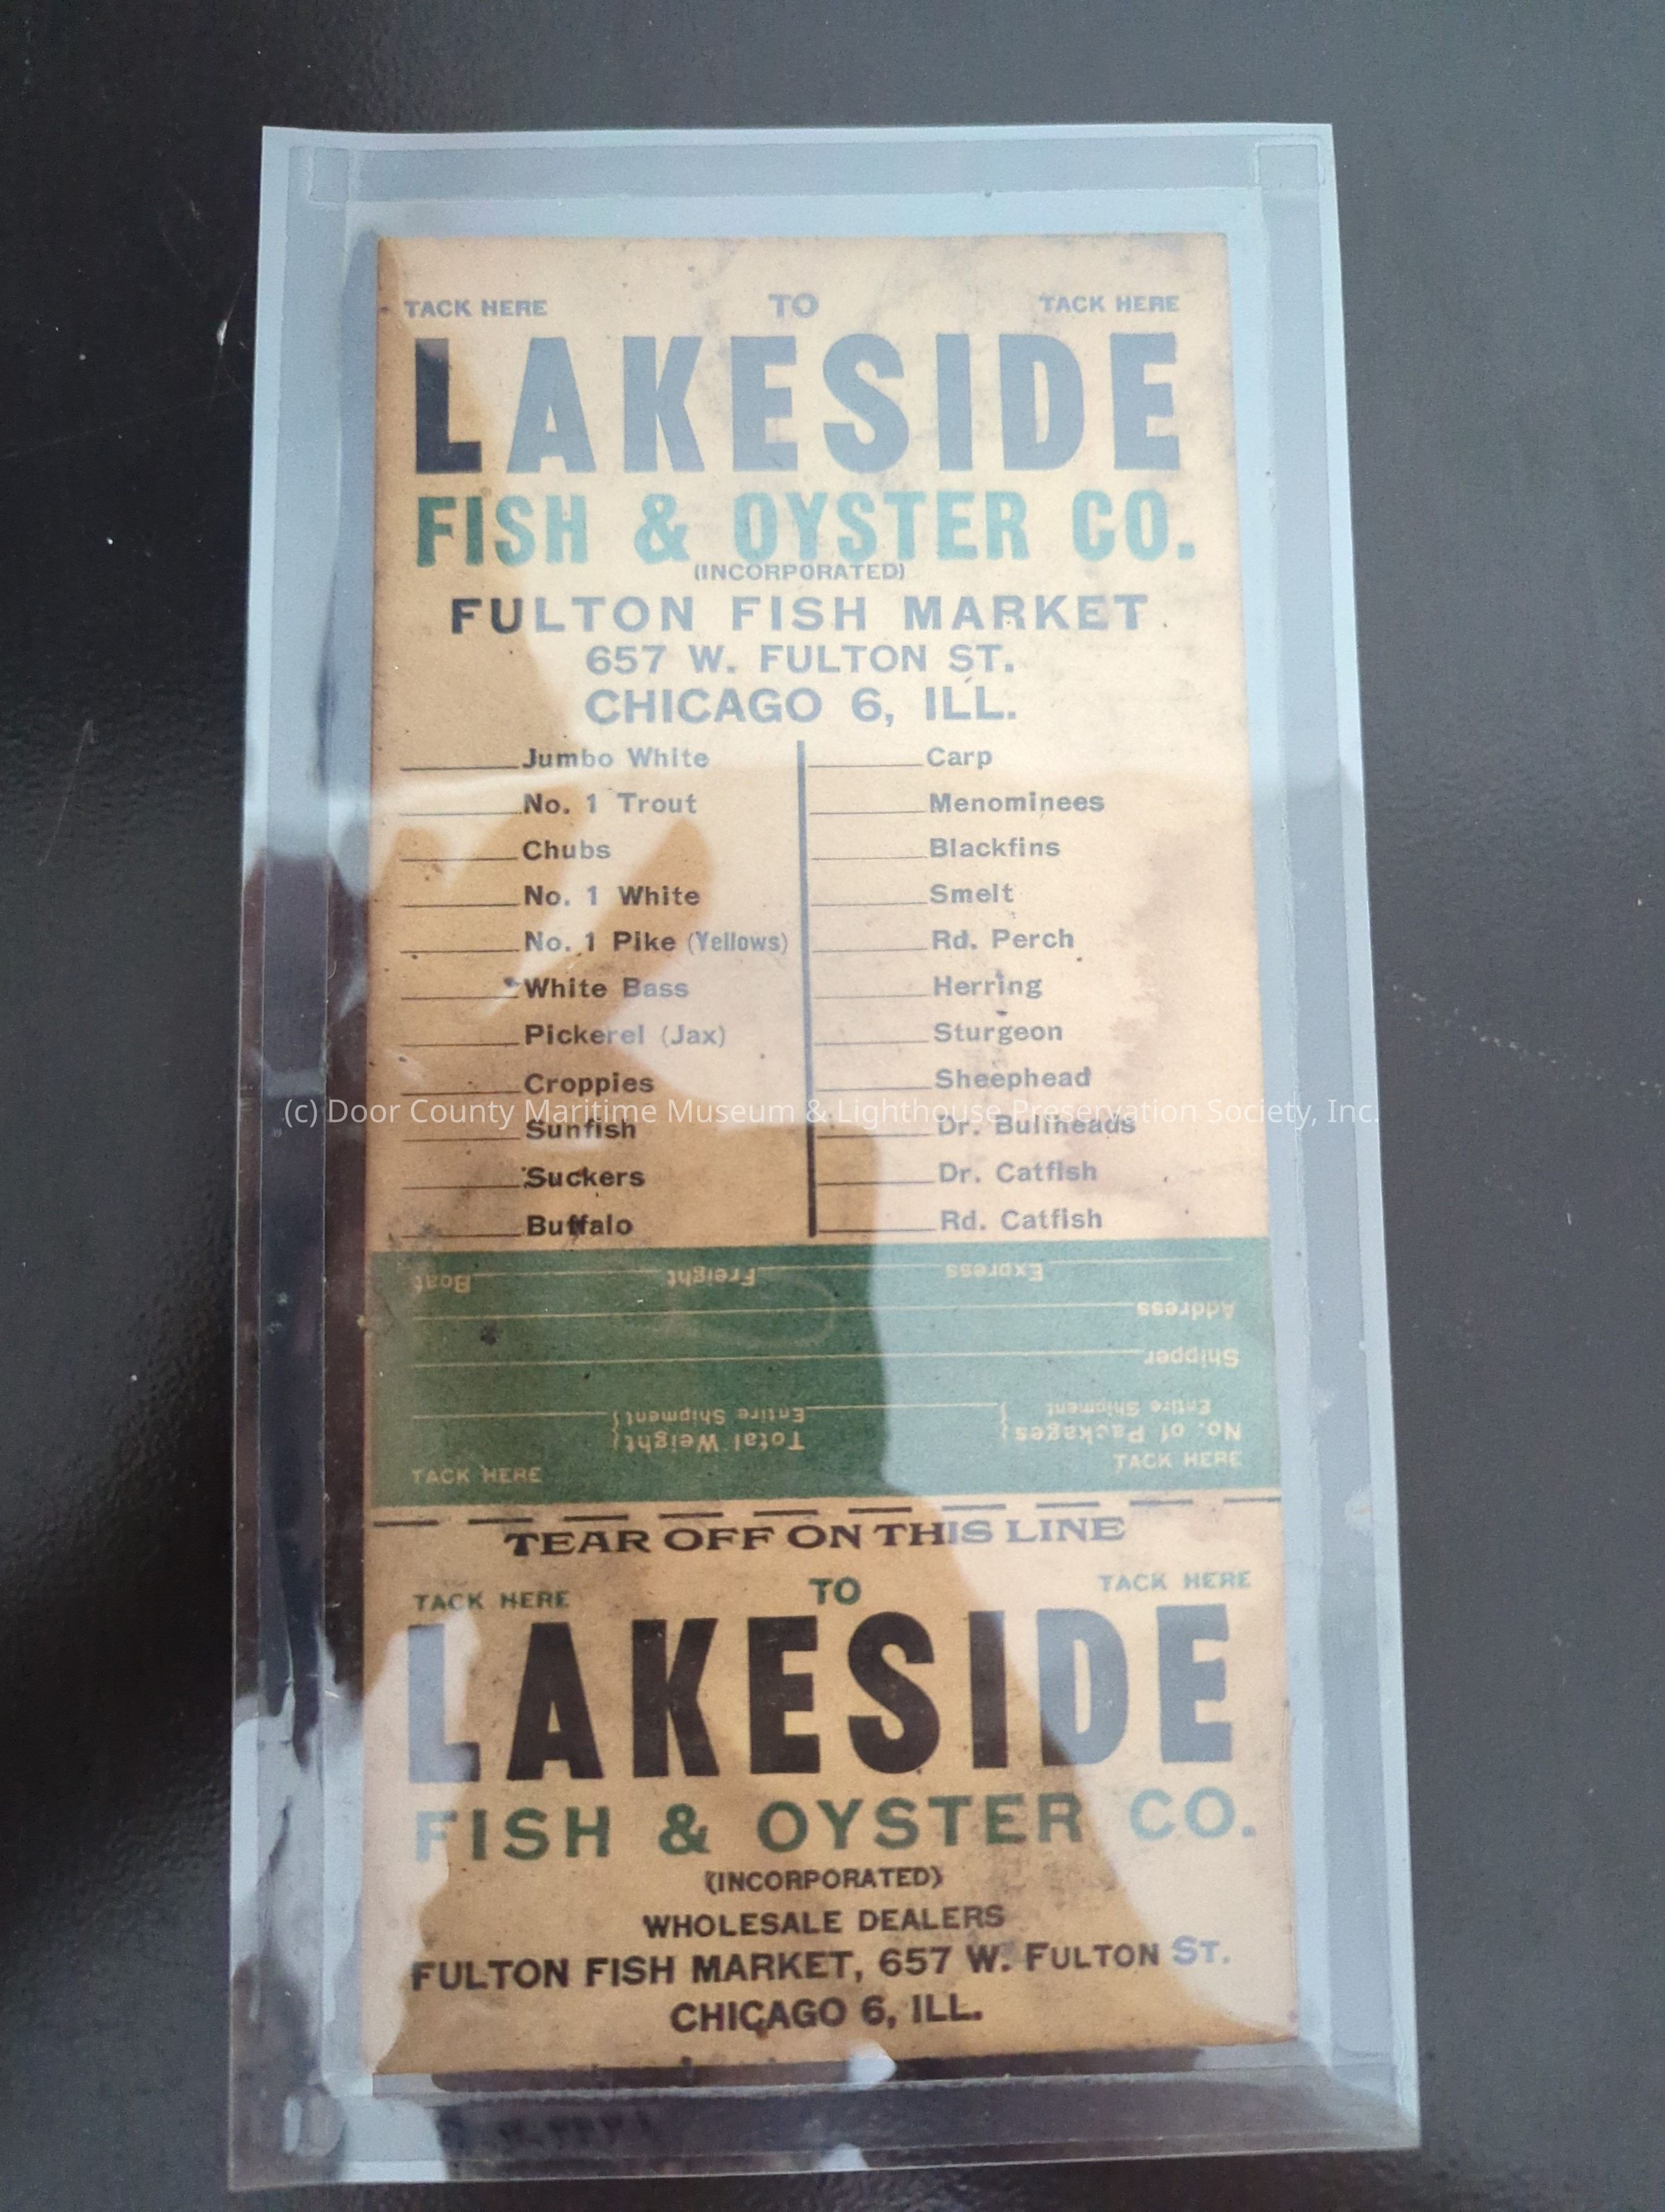 TACK HERE TO TACK HERE
LAKESIDE
FISH & OYSTER CO.
(INCORPORATED)
FULTON FISH MARKET
657 W. FULTON ST.
CHICAGO 6, ILL.
Jumbo White
No. 1 Trout
Chubs
No. 1 White
No. 1 Pike (Yellows)
White Bass
Pickerel (Jax)
Croppies
Sunfish
Suckers
Buffalo
Carp
Menominees
Blackfins
Smelt
Rd. Perch
Herring
Sturgeon
Sheephead
Dr. Bullheads
Dr. Catfish
Rd. Catfish
(c) Door County Maritime Museum & Lighthouse Preservation Society, Inc.
TACK HERE TACK HERE
No. of Packages Total Weight
Entire Shipment Entire Shipment
Shipper
Address
Express Freight Boat
TEAR OFF ON THIS LINE
TACK HERE TO TACK HERE
LAKESIDE
FISH & OYSTER CO.
(INCORPORATED)
WHOLESALE DEALERS
FULTON FISH MARKET, 657 W. FULTON ST.
CHICAGO 6, ILL.